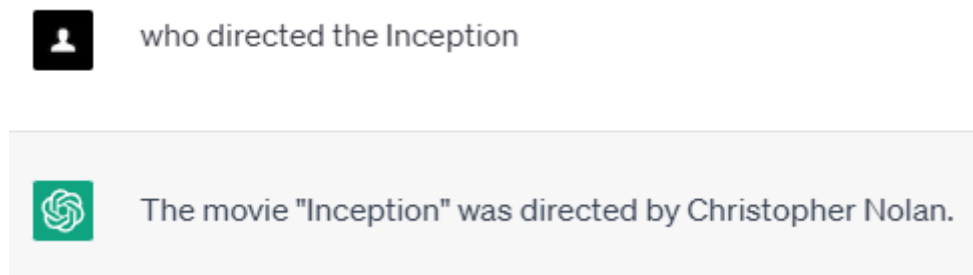 who directed the Inception
The movie "Inception" was directed by Christopher Nolan.